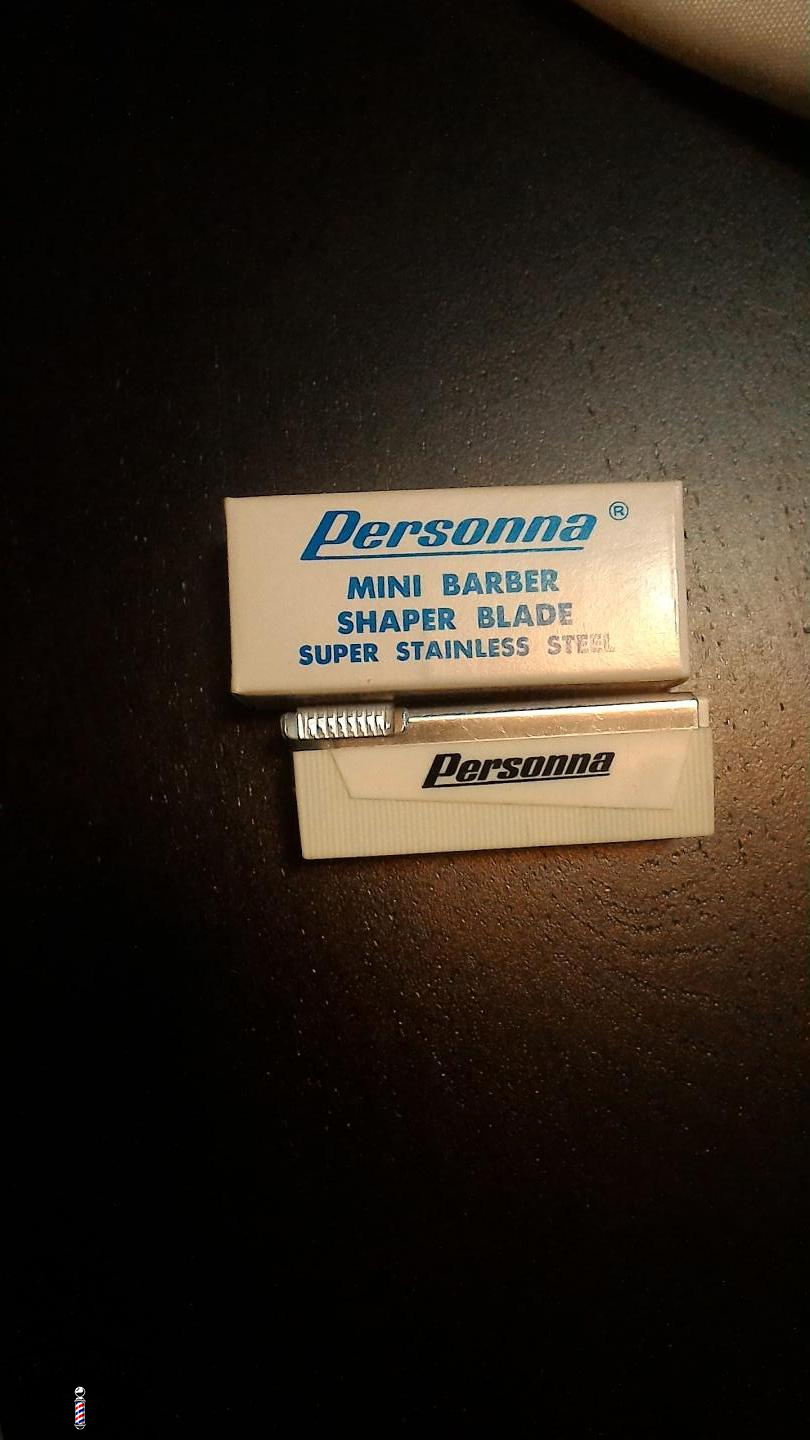 Personna®
MINI BARBER
SHAPER BLADE
SUPER STAINLESS STEEL
Personna